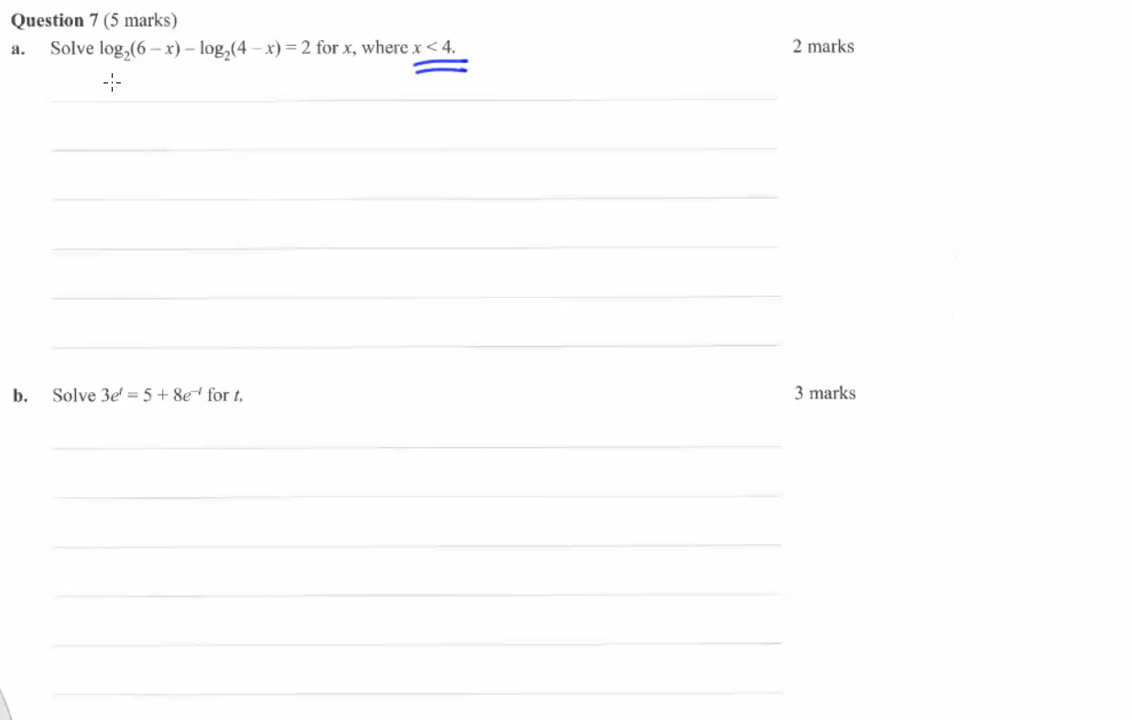 Question 7 (5 marks)
a. Solve log₂(6 – x) – log₂(4 – x) = 2 for x, where x < 4. 2 marks
b. Solve 3eᵗ = 5 + 8e⁻ᵗ for t. 3 marks